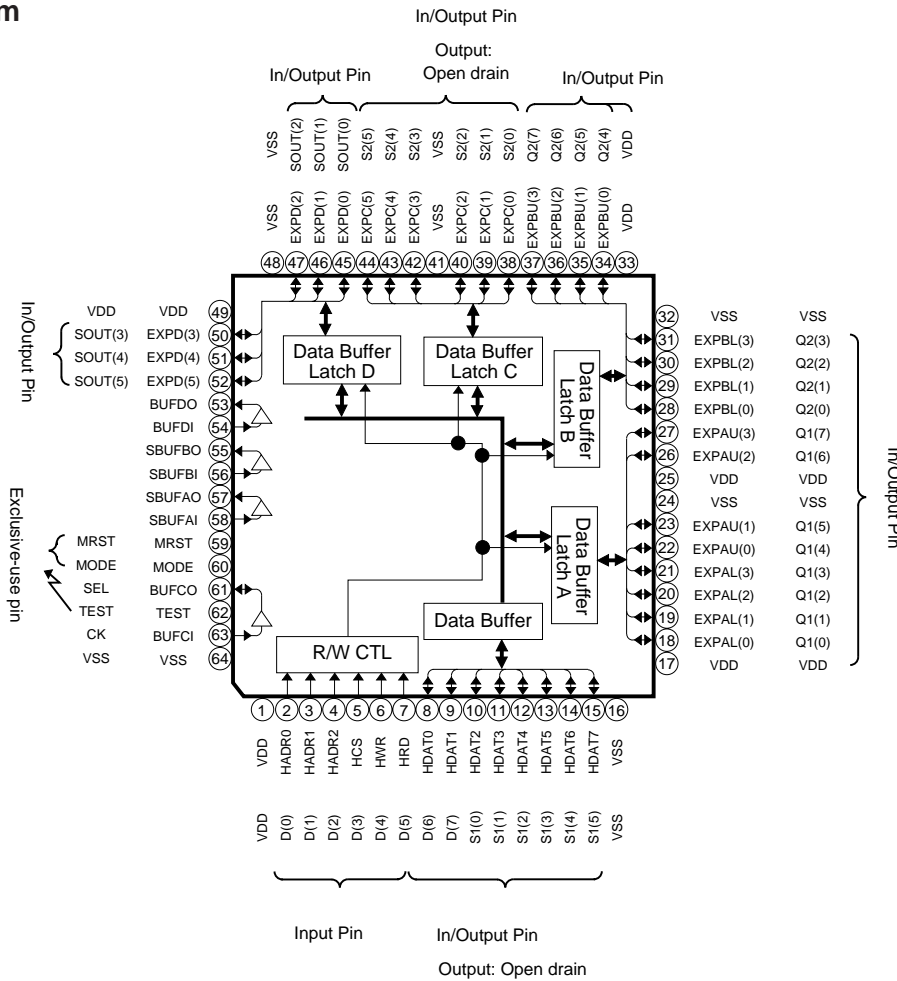 m
In/Output Pin
Output:
Open drain
In/Output Pin
In/Output Pin
VSS SOUT(2) SOUT(1) SOUT(0) S2(5) S2(4) S2(3) VSS S2(2) S2(1) S2(0) Q2(7) Q2(6) Q2(5) Q2(4) VDD
VSS EXPD(2) EXPD(1) EXPD(0) EXPC(5) EXPC(4) EXPC(3) VSS EXPC(2) EXPC(1) EXPC(0) EXPBU(3) EXPBU(2) EXPBU(1) EXPBU(0) VDD
48 47 46 45 44 43 42 41 40 39 38 37 36 35 34 33
In/Output Pin
VDD VDD 49
SOUT(3) EXPD(3) 50
SOUT(4) EXPD(4) 51
SOUT(5) EXPD(5) 52
BUFDO 53
BUFDI 54
SBUFBO 55
SBUFBI 56
SBUFAO 57
SBUFAI 58
Exclusive-use pin
MRST MRST 59
MODE MODE 60
SEL BUFCO 61
TEST TEST 62
CK BUFCI 63
VSS VSS 64
Data Buffer
Latch D
Data Buffer
Latch C
Data Buffer
Latch B
Data Buffer
Latch A
Data Buffer
R/W CTL
32 VSS VSS
31 EXPBL(3) Q2(3)
30 EXPBL(2) Q2(2)
29 EXPBL(1) Q2(1)
28 EXPBL(0) Q2(0)
27 EXPAU(3) Q1(7)
26 EXPAU(2) Q1(6)
25 VDD VDD
24 VSS VSS
23 EXPAU(1) Q1(5)
22 EXPAU(0) Q1(4)
21 EXPAL(3) Q1(3)
20 EXPAL(2) Q1(2)
19 EXPAL(1) Q1(1)
18 EXPAL(0) Q1(0)
17 VDD VDD
In/Output Pin
1 2 3 4 5 6 7 8 9 10 11 12 13 14 15 16
VDD HADR0 HADR1 HADR2 HCS HWR HRD HDAT0 HDAT1 HDAT2 HDAT3 HDAT4 HDAT5 HDAT6 HDAT7 VSS
VDD D(0) D(1) D(2) D(3) D(4) D(5) D(6) D(7) S1(0) S1(1) S1(2) S1(3) S1(4) S1(5) VSS
Input Pin
In/Output Pin
Output: Open drain